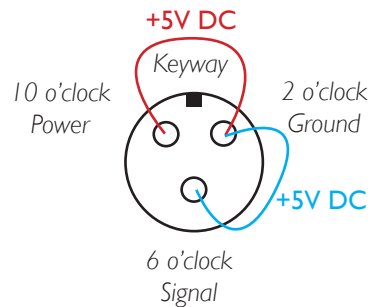 +5V DC
Keyway
10 o'clock
Power
2 o'clock
Ground
+5V DC
6 o'clock
Signal